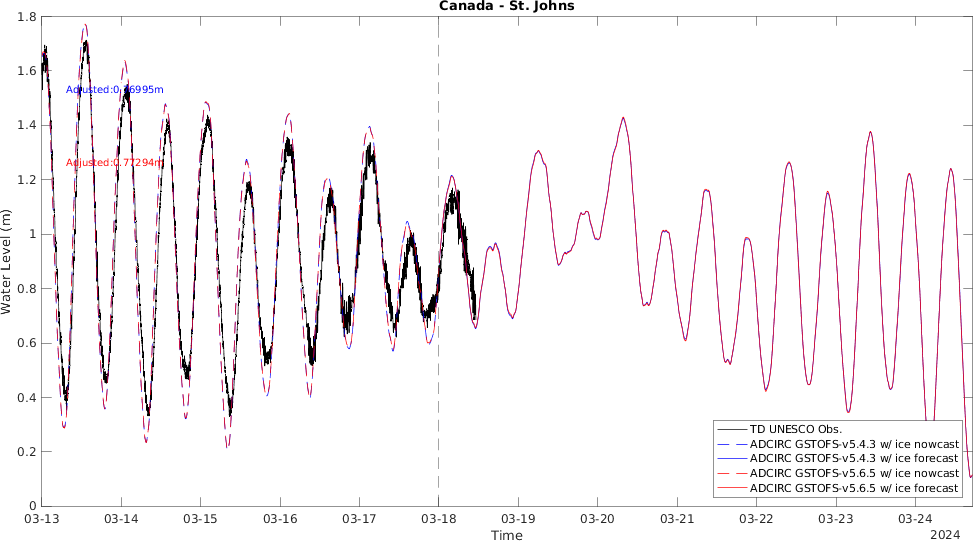 Canada - St. Johns
1.8
1.6
1.4
1.2
1
0.8
0.6
0.4
0.2
0
Water Level (m)
Adjusted:0.76995m
Adjusted:0.77294m
TD UNESCO Obs.
ADCIRC GSTOFS-v5.4.3 w/ ice nowcast
ADCIRC GSTOFS-v5.4.3 w/ ice forecast
ADCIRC GSTOFS-v5.6.5 w/ ice nowcast
ADCIRC GSTOFS-v5.6.5 w/ ice forecast
03-13 03-14 03-15 03-16 03-17 03-18 03-19 03-20 03-21 03-22 03-23 03-24
Time
2024